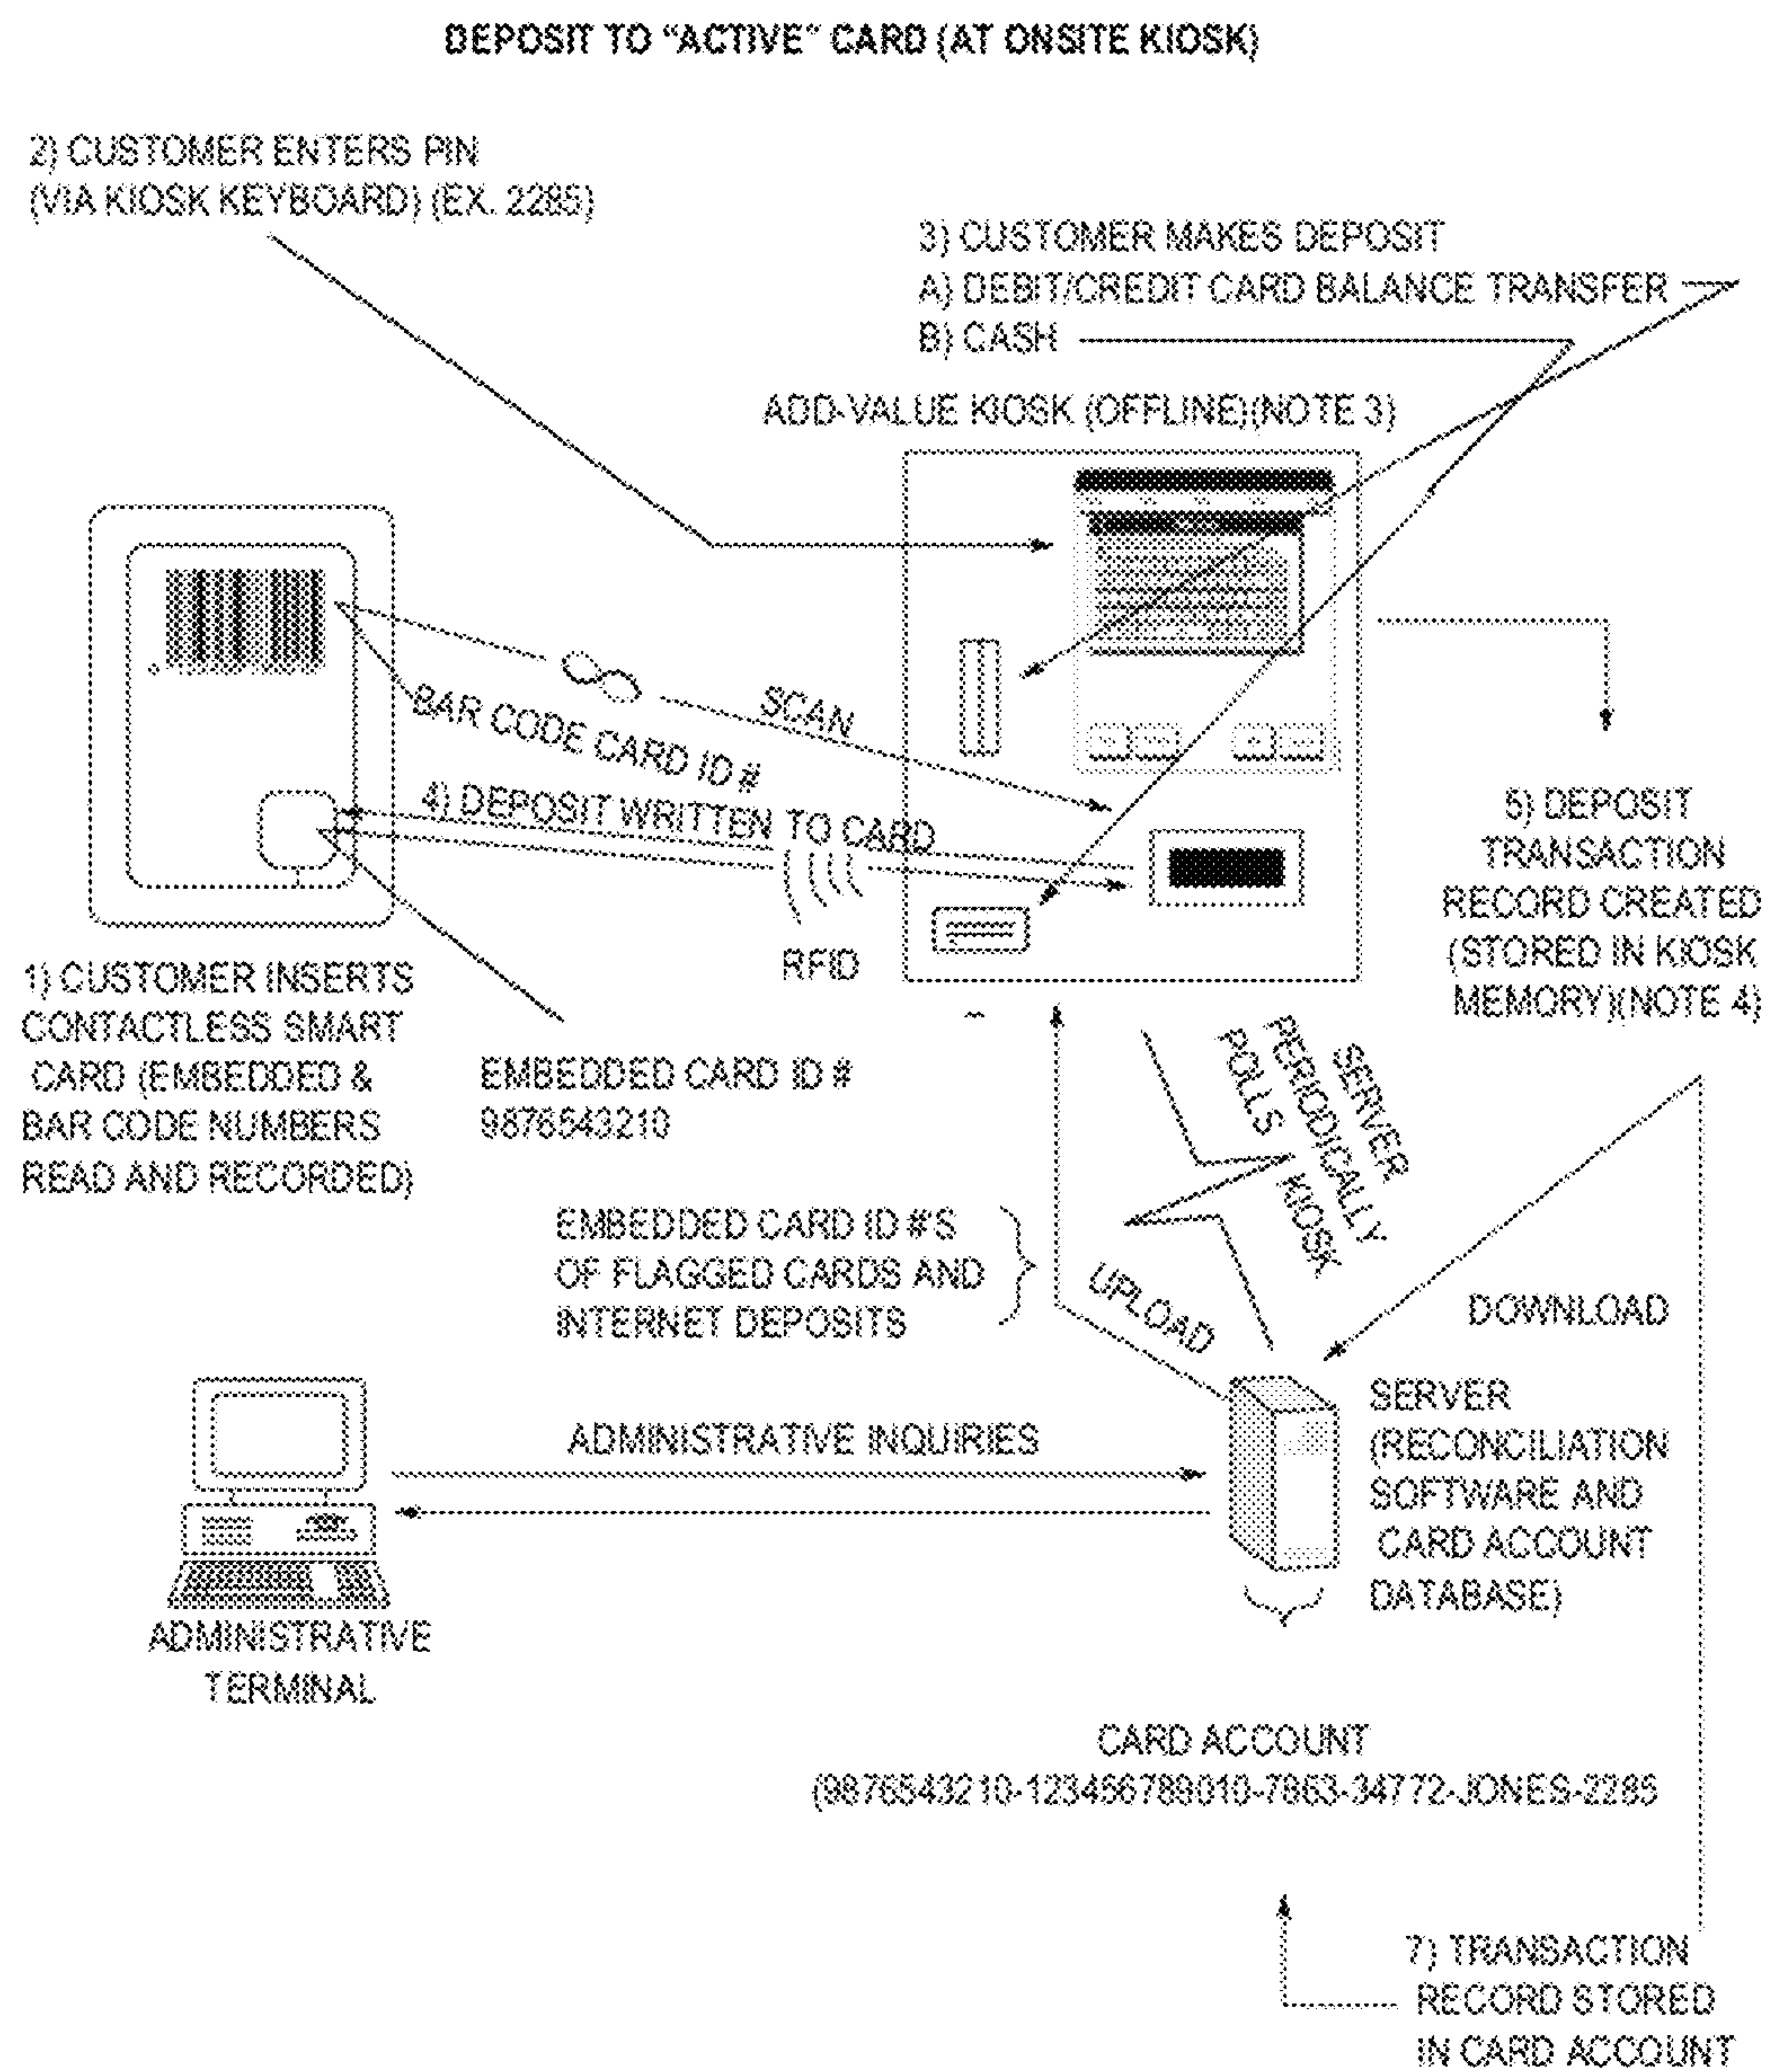 DEPOSIT TO “ACTIVE” CARD (AT ONSITE KIOSK)
2) CUSTOMER ENTERS PIN
(VIA KIOSK KEYBOARD) (EX. 2285)
3) CUSTOMER MAKES DEPOSIT
A) DEBIT/CREDIT CARD BALANCE TRANSFER
B) CASH
ADD-VALUE KIOSK (OFFLINE)(NOTE 3)
SCAN
BAR CODE CARD ID #
4) DEPOSIT WRITTEN TO CARD
RFID
5) DEPOSIT
TRANSACTION
RECORD CREATED
(STORED IN KIOSK
MEMORY)(NOTE 4)
1) CUSTOMER INSERTS
CONTACTLESS SMART
CARD (EMBEDDED &
BAR CODE NUMBERS
READ AND RECORDED)
EMBEDDED CARD ID #
9876543210
SERVER
PERIODICALLY
POLLS KIOSK
EMBEDDED CARD ID #'S
OF FLAGGED CARDS AND
INTERNET DEPOSITS
UPLOAD
DOWNLOAD
ADMINISTRATIVE INQUIRIES
SERVER
(RECONCILIATION
SOFTWARE AND
CARD ACCOUNT
DATABASE)
ADMINISTRATIVE
TERMINAL
CARD ACCOUNT
(9876543210-123456789010-7863-34772-JONES-2285
7) TRANSACTION
RECORD STORED
IN CARD ACCOUNT